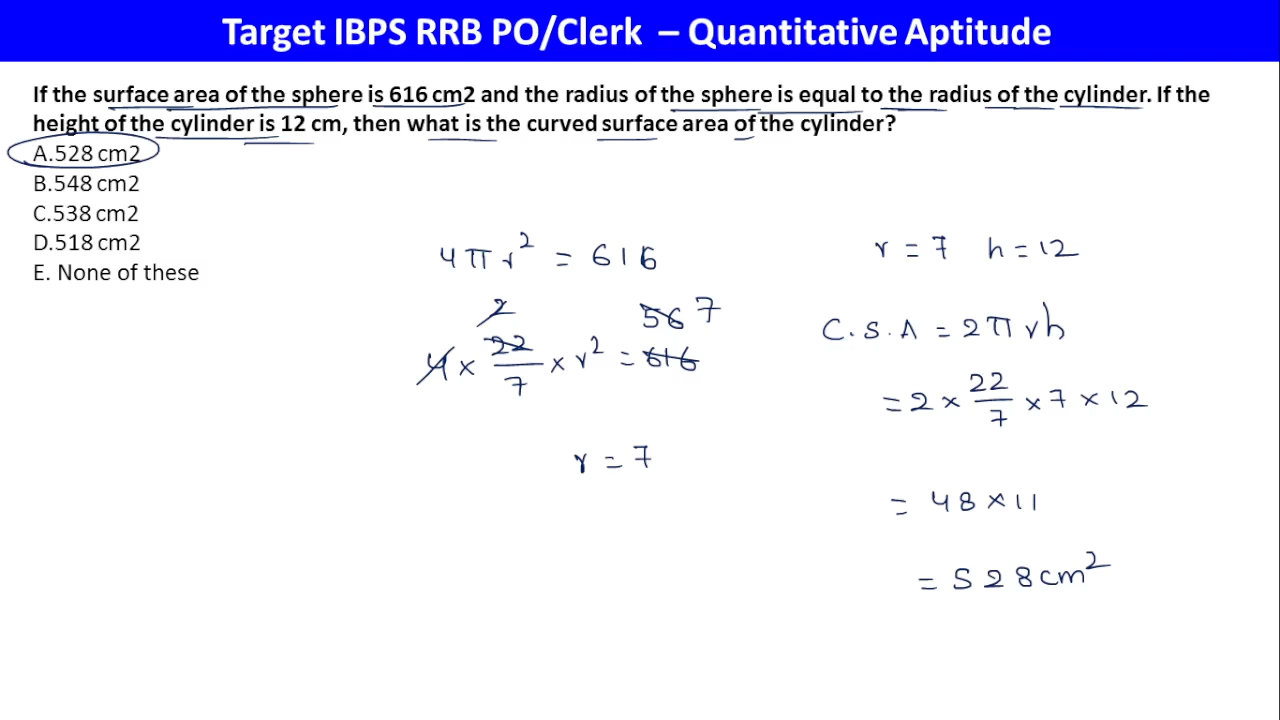 Target IBPS RRB PO/Clerk – Quantitative Aptitude
If the surface area of the sphere is 616 cm2 and the radius of the sphere is equal to the radius of the cylinder. If the
height of the cylinder is 12 cm, then what is the curved surface area of the cylinder?
A.528 cm2
B.548 cm2
C.538 cm2
D.518 cm2
E. None of these
4πr² = 616
2 56 7
4 × 22/7 × r² = 616
r = 7
r = 7 h = 12
C.S.A = 2πrh
= 2 × 22/7 × 7 × 12
= 48 × 11
= 528 cm²